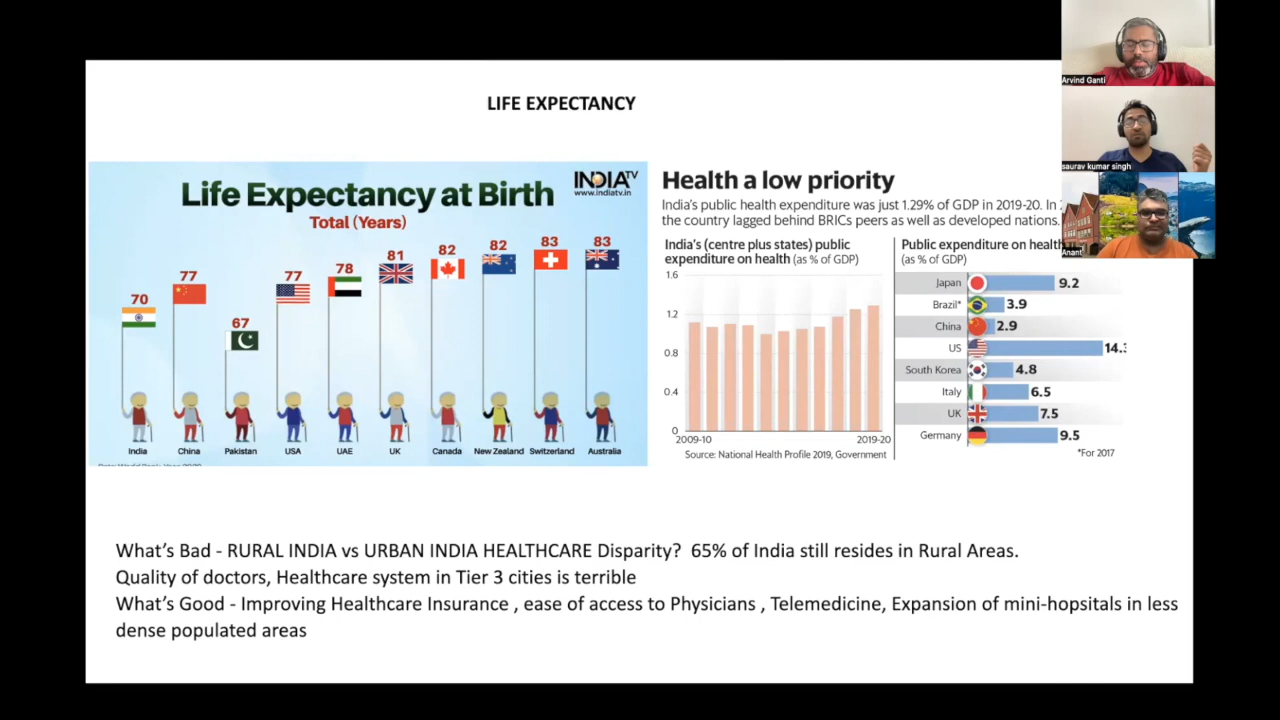 LIFE EXPECTANCY
Life Expectancy at Birth
Total (Years)
INDIA TV
www.indiatv.in
70
77
67
77
78
81
82
82
83
83
India
China
Pakistan
USA
UAE
UK
Canada
New Zealand
Switzerland
Australia
Health a low priority
India's public health expenditure was just 1.29% of GDP in 2019-20. In
the country lagged behind BRICs peers as well as developed nations.
India's (centre plus states) public
expenditure on health (as % of GDP)
1.6
1.2
0.8
0.4
0
2009-10
2019-20
Source: National Health Profile 2019, Government
Public expenditure on health
(as % of GDP)
Japan 9.2
Brazil* 3.9
China 2.9
US 14.
South Korea 4.8
Italy 6.5
UK 7.5
Germany 9.5
*For 2017
What's Bad - RURAL INDIA vs URBAN INDIA HEALTHCARE Disparity? 65% of India still resides in Rural Areas.
Quality of doctors, Healthcare system in Tier 3 cities is terrible
What's Good - Improving Healthcare Insurance , ease of access to Physicians , Telemedicine, Expansion of mini-hopsitals in less
dense populated areas
Arvind Ganti
saurav kumar singh
Anant